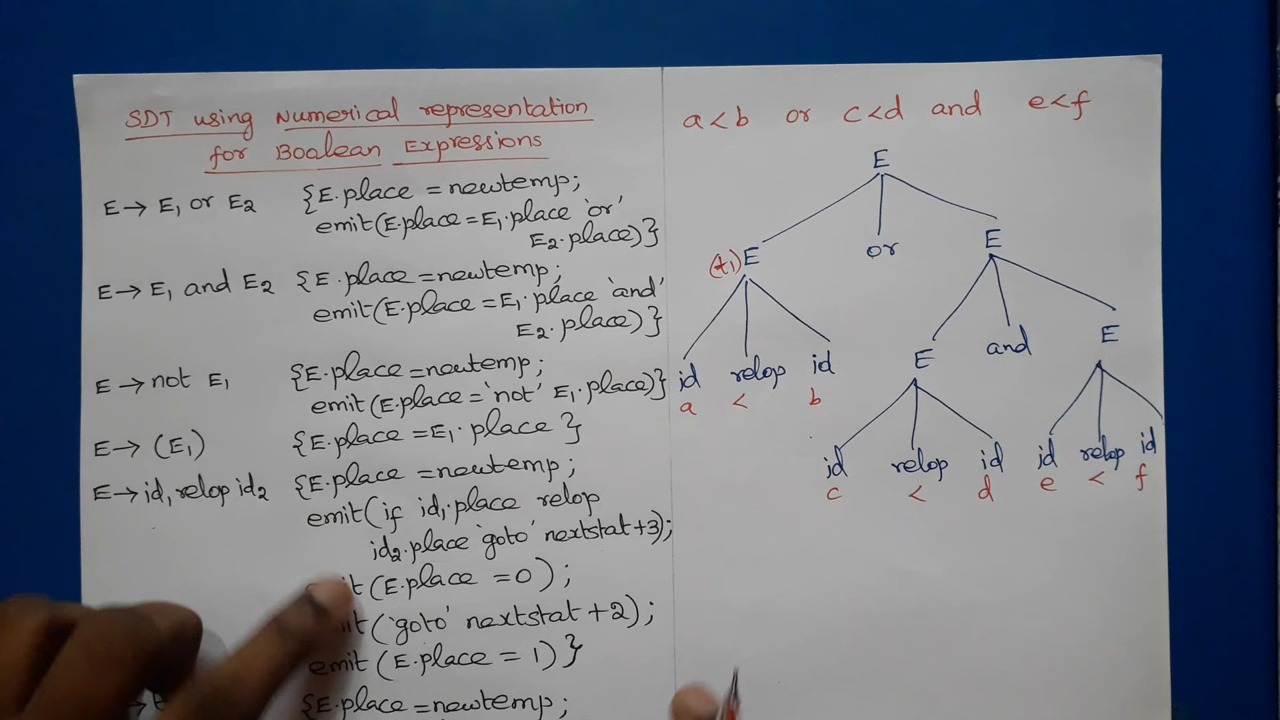 SDT using Numerical representation
for Boolean Expressions
E → E₁ or E₂ {E.place = newtemp;
emit(E.place = E₁.place 'or'
E₂.place)}
E → E₁ and E₂ {E.place = newtemp;
emit(E.place = E₁.place 'and'
E₂.place)}
E → not E₁ {E.place = newtemp;
emit(E.place = 'not' E₁.place)}
E → (E₁) {E.place = E₁.place }
E → id₁ relop id₂ {E.place = newtemp;
emit(if id₁.place relop
id₂.place 'goto' nextstat+3);
(E.place = 0);
('goto' nextstat + 2);
emit (E.place = 1)}
{E.place = newtemp;
a < b or c < d and e < f
E
(t₁) E or E
id relop id E and E
a < b
id relop id id relop id
c < d e < f